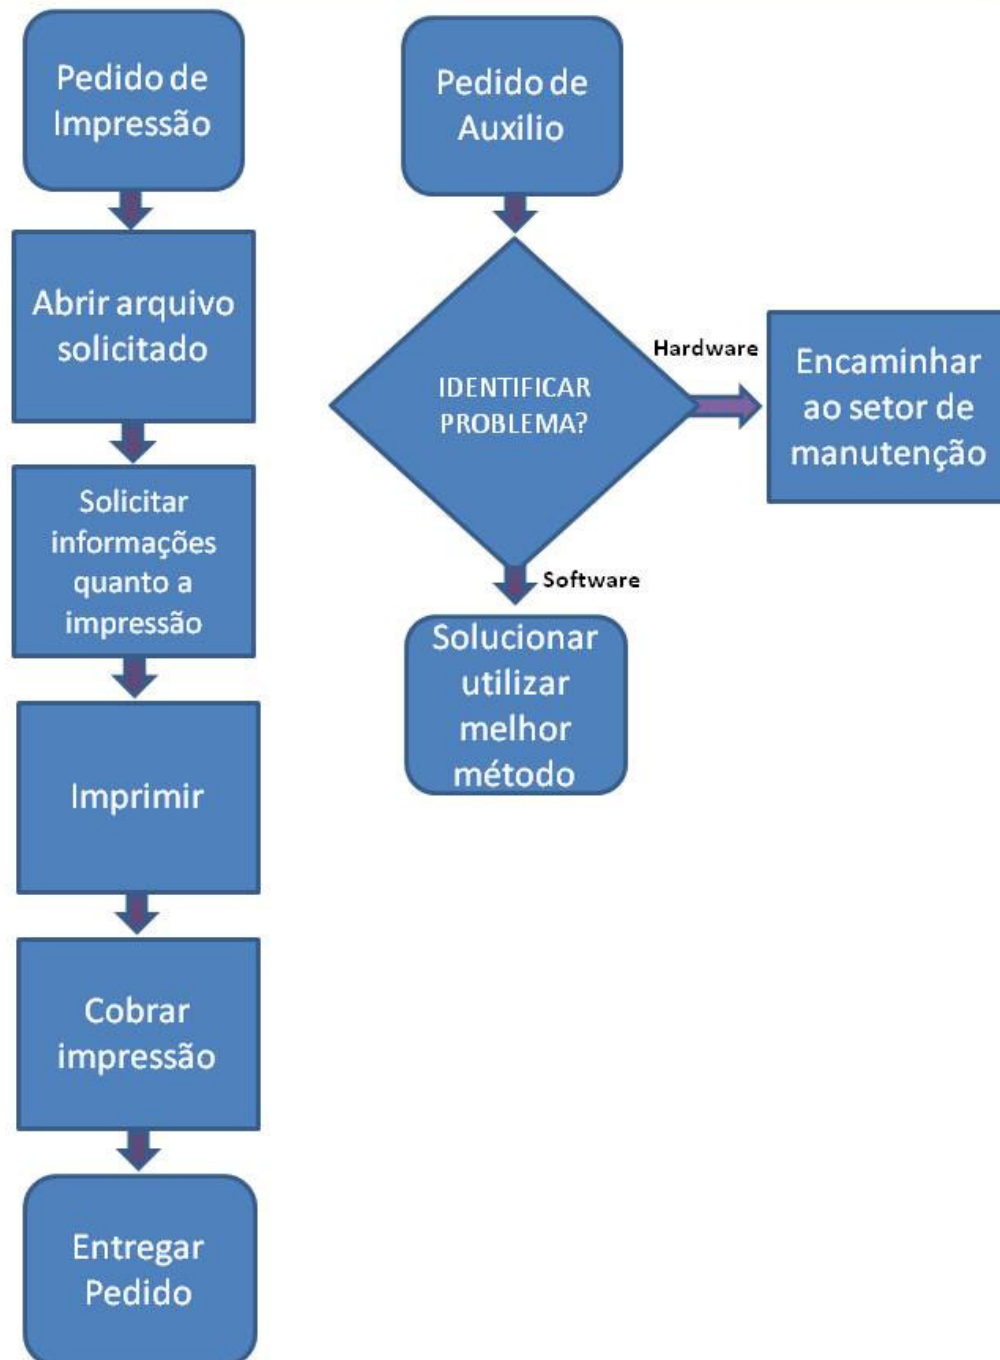 Pedido de
Impressão
Abrir arquivo
solicitado
Solicitar
informações
quanto a
impressão
Imprimir
Cobrar
impressão
Entregar
Pedido
Pedido de
Auxilio
IDENTIFICAR
PROBLEMA?
Hardware
Encaminhar
ao setor de
manutenção
Software
Solucionar
utilizar
melhor
método